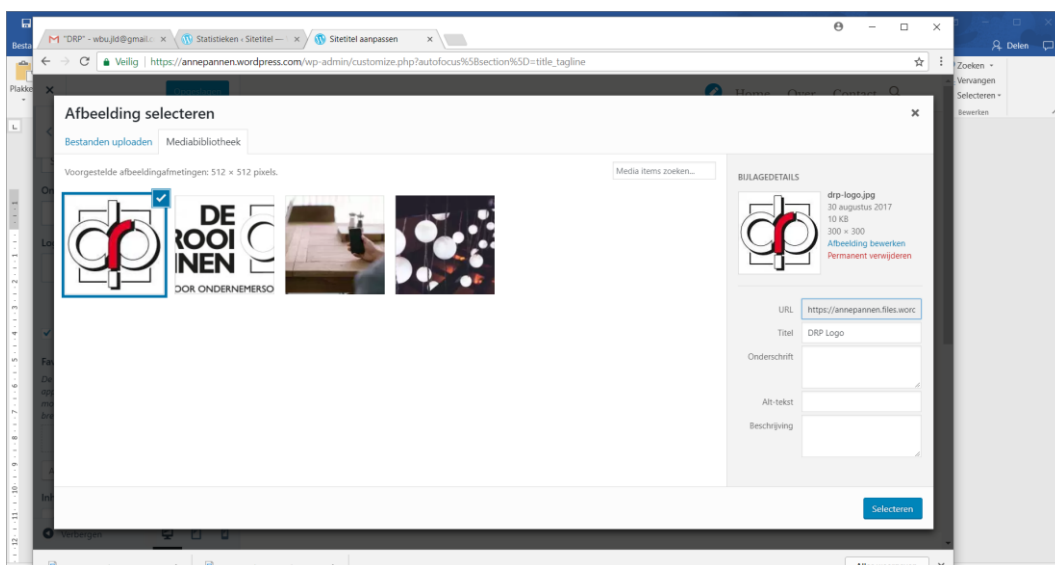 Besta
"DRP" - wbu.jld@gmail.c
Statistieken ‹ Sitetitel —
Sitetitel aanpassen
Delen
Veilig | https://annepannen.wordpress.com/wp-admin/customize.php?autofocus%5Bsection%5D=title_tagline
Zoeken
Vervangen
Selecteren
Bewerken
Plakke
Home Over Contact
Afbeelding selecteren
Bestanden uploaden
Mediabibliotheek
Voorgestelde afbeeldingafmetingen: 512 × 512 pixels.
Media items zoeken...
BIJLAGEDETAILS
drp-logo.jpg
30 augustus 2017
10 KB
300 × 300
Afbeelding bewerken
Permanent verwijderen
DE
ROOI
NEN
OOR ONDERNEMERSO
URL
https://annepannen.files.worc
Titel
DRP Logo
Onderschrift
Alt-tekst
Beschrijving
Selecteren
Verbergen